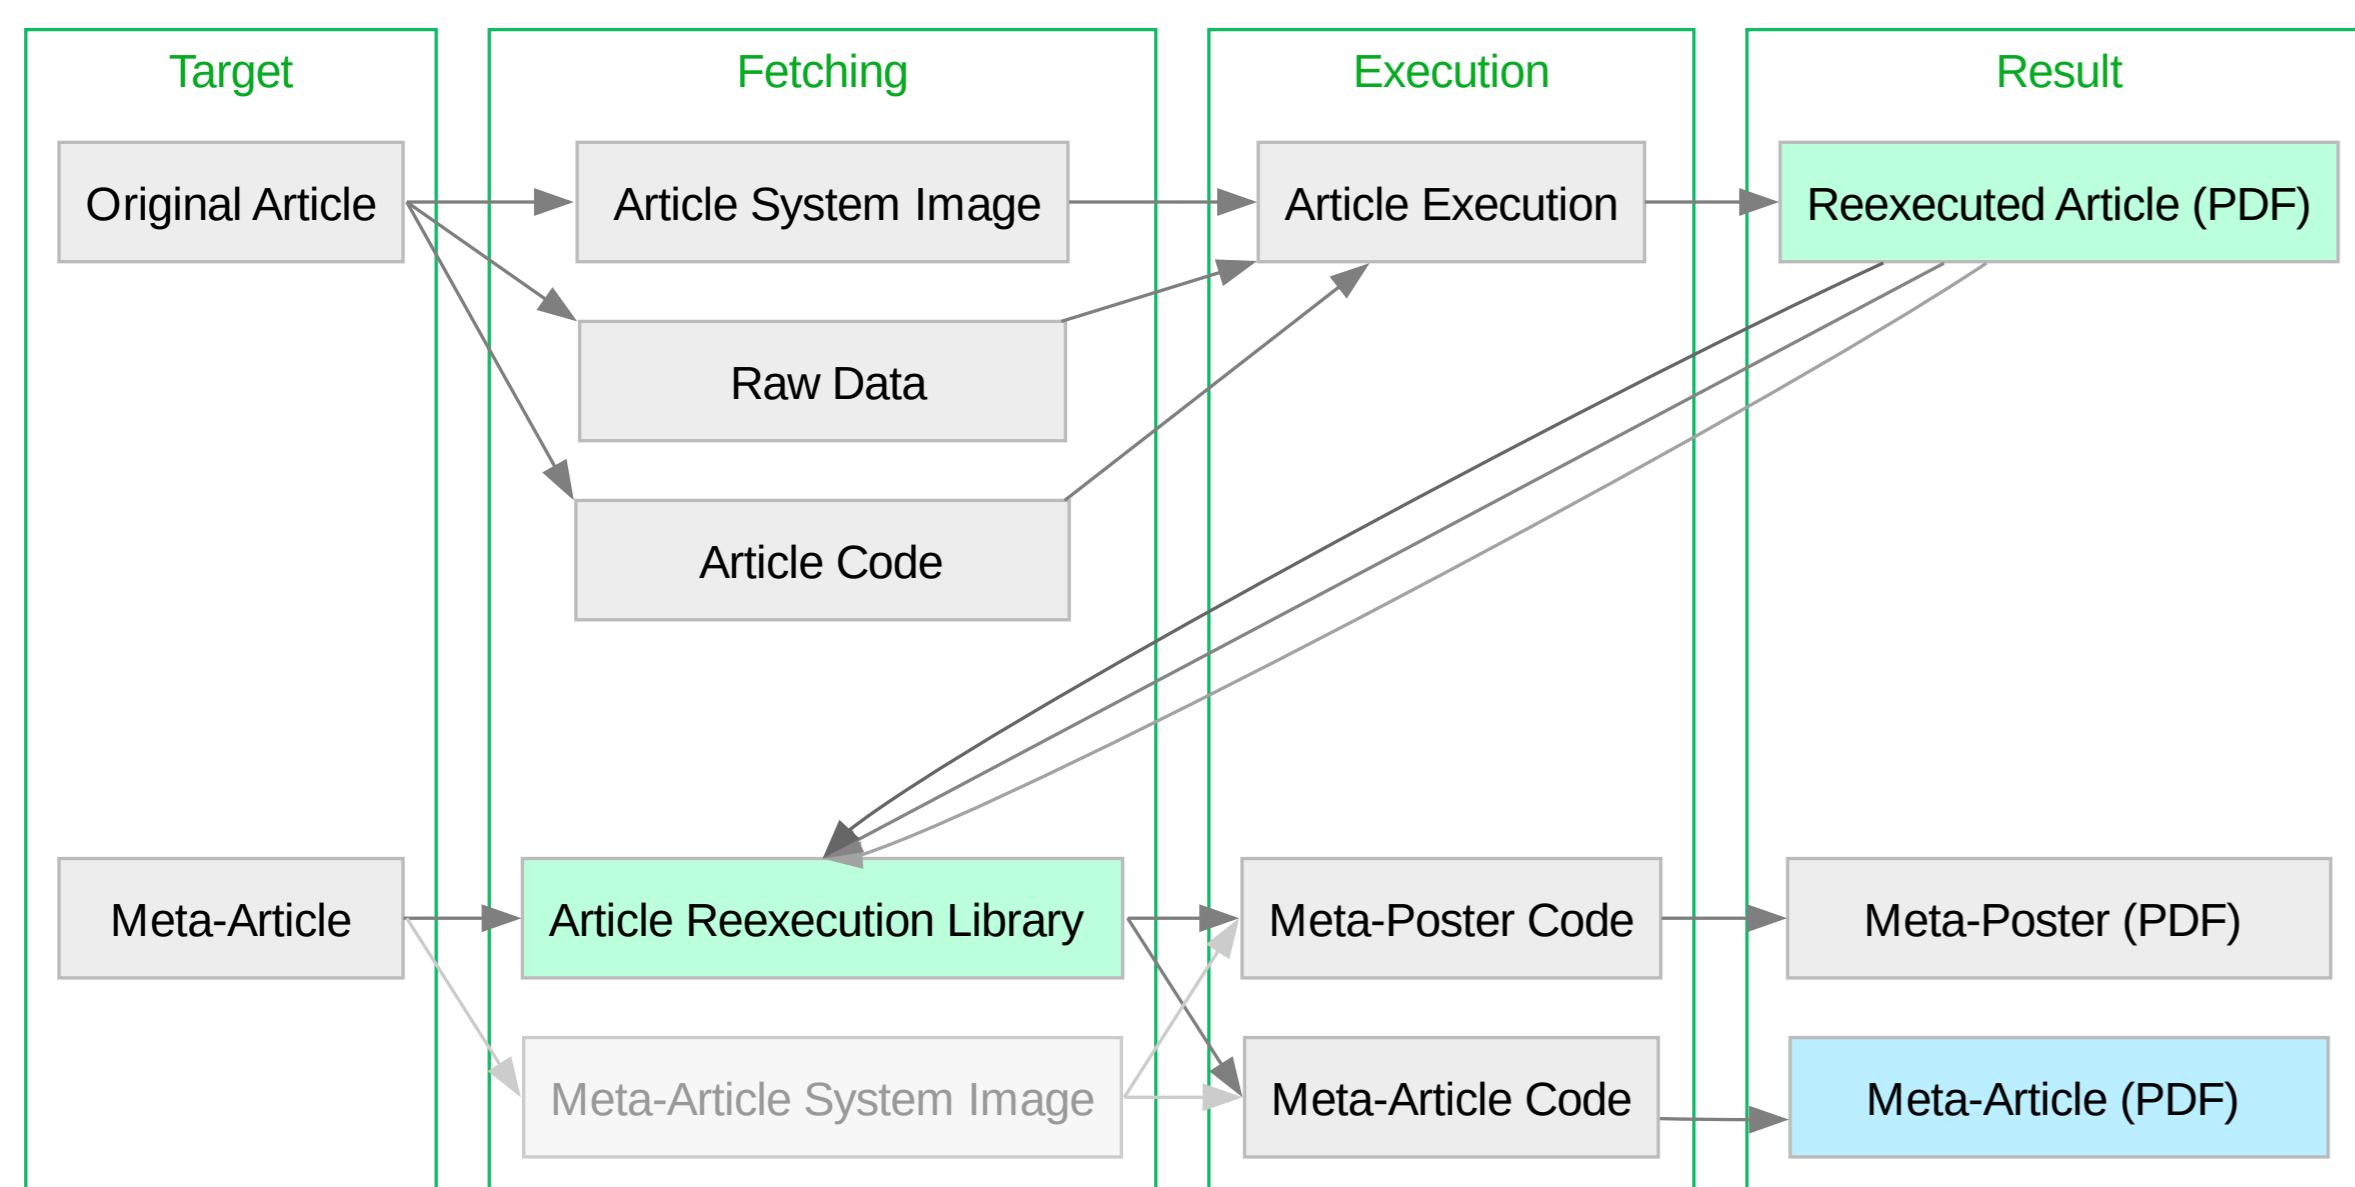 Target
Fetching
Execution
Result
Original Article
Article System Image
Article Execution
Reexecuted Article (PDF)
Raw Data
Article Code
Meta-Article
Article Reexecution Library
Meta-Poster Code
Meta-Poster (PDF)
Meta-Article System Image
Meta-Article Code
Meta-Article (PDF)